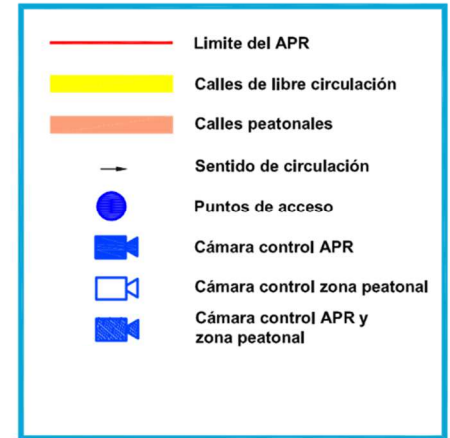 Limite del APR
Calles de libre circulación
Calles peatonales
Sentido de circulación
Puntos de acceso
Cámara control APR
Cámara control zona peatonal
Cámara control APR y
zona peatonal